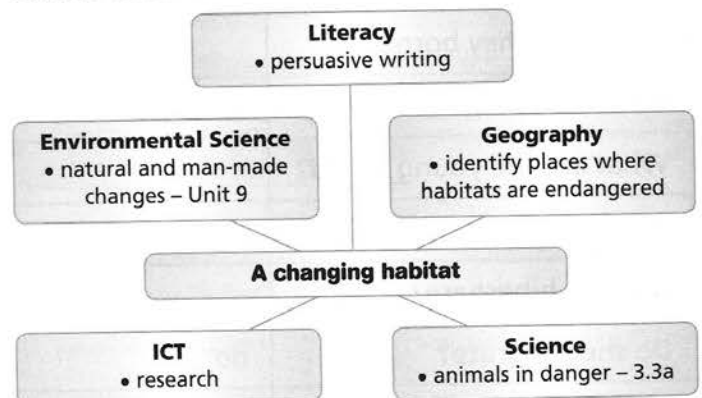 Literacy
• persuasive writing
Environmental Science
• natural and man-made
changes – Unit 9
Geography
• identify places where
habitats are endangered
A changing habitat
ICT
• research
Science
• animals in danger – 3.3a